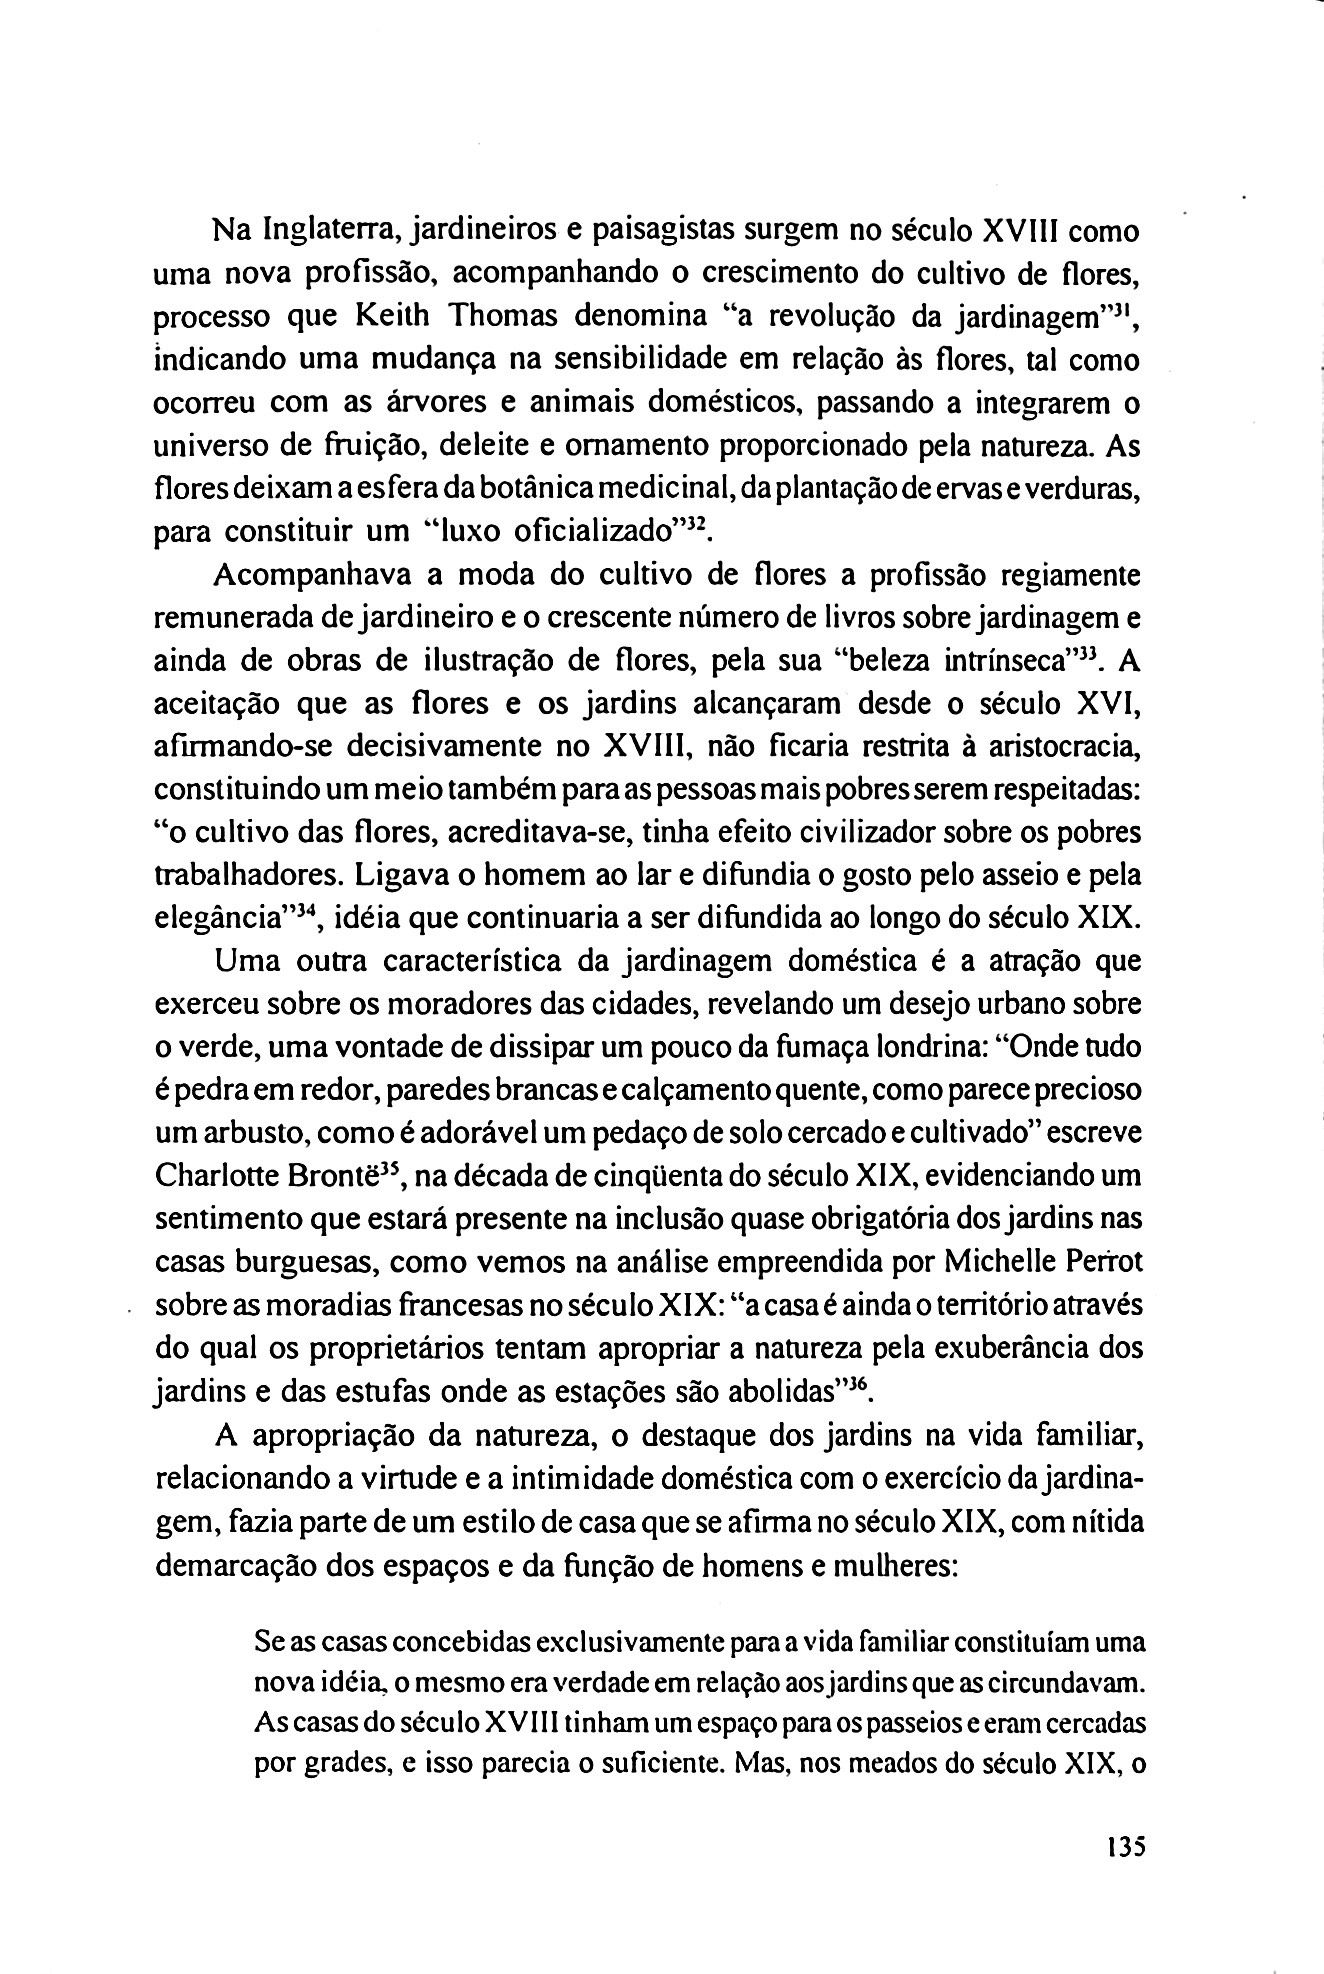 Na Inglaterra, jardineiros e paisagistas surgem no século XVIII como
uma nova profissão, acompanhando o crescimento do cultivo de flores,
processo que Keith Thomas denomina “a revolução da jardinagem”³¹,
indicando uma mudança na sensibilidade em relação às flores, tal como
ocorreu com as árvores e animais domésticos, passando a integrarem o
universo de fruição, deleite e ornamento proporcionado pela natureza. As
flores deixam a esfera da botânica medicinal, da plantação de ervas e verduras,
para constituir um “luxo oficializado”³².
Acompanhava a moda do cultivo de flores a profissão regiamente
remunerada de jardineiro e o crescente número de livros sobre jardinagem e
ainda de obras de ilustração de flores, pela sua “beleza intrínseca”³³. A
aceitação que as flores e os jardins alcançaram desde o século XVI,
afirmando-se decisivamente no XVIII, não ficaria restrita à aristocracia,
constituindo um meio também para as pessoas mais pobres serem respeitadas:
“o cultivo das flores, acreditava-se, tinha efeito civilizador sobre os pobres
trabalhadores. Ligava o homem ao lar e difundia o gosto pelo asseio e pela
elegância”³⁴, idéia que continuaria a ser difundida ao longo do século XIX.
Uma outra característica da jardinagem doméstica é a atração que
exerceu sobre os moradores das cidades, revelando um desejo urbano sobre
o verde, uma vontade de dissipar um pouco da fumaça londrina: “Onde tudo
é pedra em redor, paredes brancas e calçamento quente, como parece precioso
um arbusto, como é adorável um pedaço de solo cercado e cultivado” escreve
Charlotte Brontë³⁵, na década de cinqüenta do século XIX, evidenciando um
sentimento que estará presente na inclusão quase obrigatória dos jardins nas
casas burguesas, como vemos na análise empreendida por Michelle Perrot
sobre as moradias francesas no século XIX: “a casa é ainda o território através
do qual os proprietários tentam apropriar a natureza pela exuberância dos
jardins e das estufas onde as estações são abolidas”³⁶.
A apropriação da natureza, o destaque dos jardins na vida familiar,
relacionando a virtude e a intimidade doméstica com o exercício da jardina-
gem, fazia parte de um estilo de casa que se afirma no século XIX, com nítida
demarcação dos espaços e da função de homens e mulheres:
Se as casas concebidas exclusivamente para a vida familiar constituíam uma
nova idéia, o mesmo era verdade em relação aos jardins que as circundavam.
As casas do século XVIII tinham um espaço para os passeios e eram cercadas
por grades, e isso parecia o suficiente. Mas, nos meados do século XIX, o
135